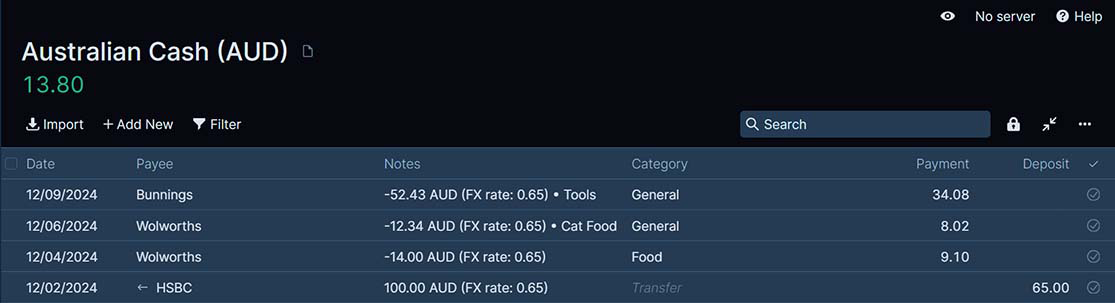 No server Help
Australian Cash (AUD)
13.80
Import + Add New Filter Search
Date Payee Notes Category Payment Deposit
12/09/2024 Bunnings -52.43 AUD (FX rate: 0.65) • Tools General 34.08
12/06/2024 Wolworths -12.34 AUD (FX rate: 0.65) • Cat Food General 8.02
12/04/2024 Wolworths -14.00 AUD (FX rate: 0.65) Food 9.10
12/02/2024 ← HSBC 100.00 AUD (FX rate: 0.65) Transfer 65.00